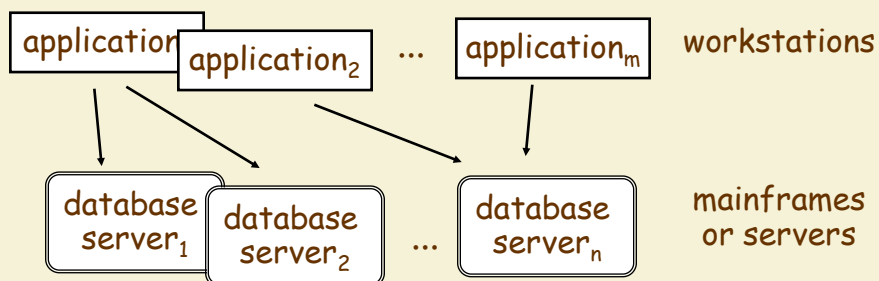 application
application₂
...
applicationₘ
workstations
database
server₁
database
server₂
...
database
serverₙ
mainframes
or servers